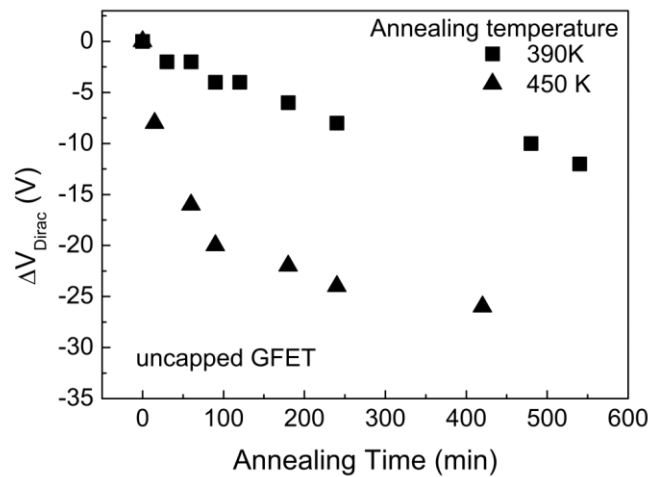 Annealing temperature
390K
450 K
0
-5
-10
-15
-20
-25
-30
-35
ΔV_Dirac (V)
uncapped GFET
0 100 200 300 400 500 600
Annealing Time (min)